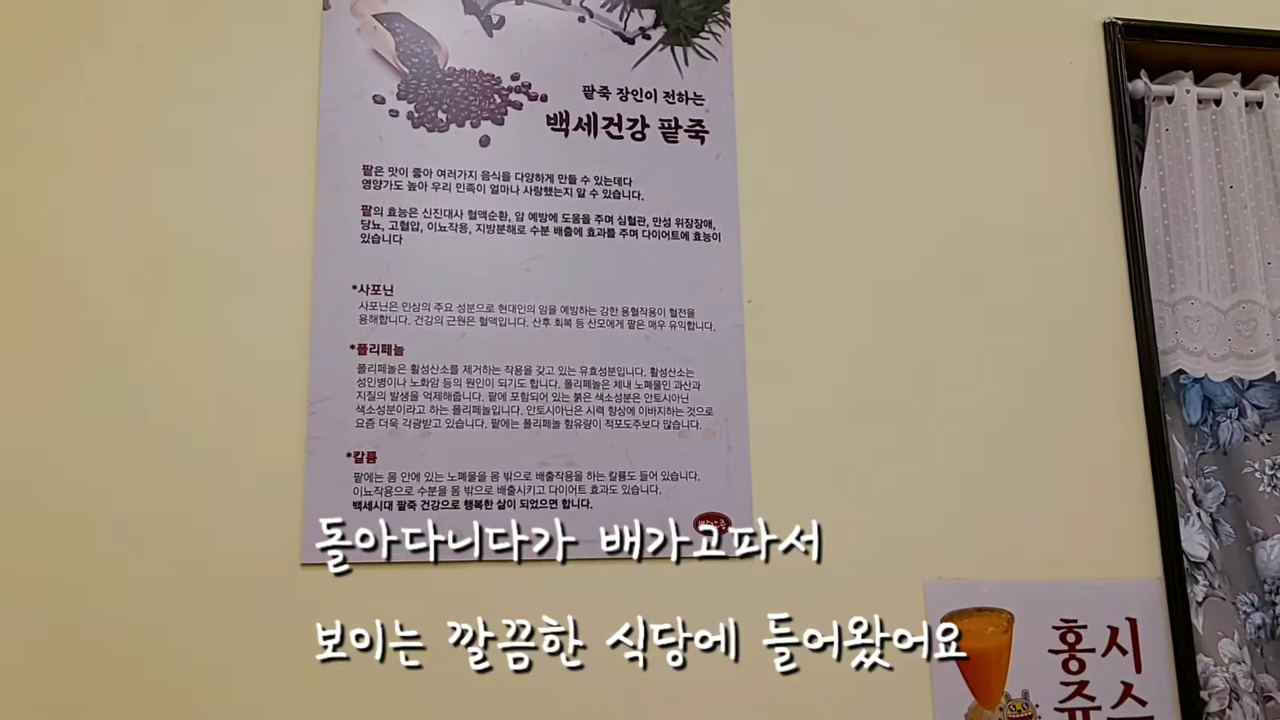 팥죽 장인이 전하는
백세건강 팥죽
팥은 맛이 좋아 여러가지 음식을 다양하게 만들 수 있는데다
영양가도 높아 우리 민족이 얼마나 사랑했는지 알 수 있습니다.
팥의 효능은 신진대사 혈액순환, 암 예방에 도움을 주며 심혈관, 만성 위장장애,
당뇨, 고혈압, 이뇨작용, 지방분해로 수분 배출에 효과를 주며 다이어트에 효능이
있습니다
*사포닌
사포닌은 인삼의 주요 성분으로 현대인의 암을 예방하는 강한 용혈작용이 혈전을
용해합니다. 건강의 근원은 혈액입니다. 산후 회복 등 산모에게 팥은 매우 유익합니다.
*폴리페놀
폴리페놀은 활성산소를 제거하는 작용을 갖고 있는 유효성분입니다. 활성산소는
성인병이나 노화암 등의 원인이 되기도 합니다. 폴리페놀은 체내 노폐물인 과산과
지질의 발생을 억제해줍니다. 팥에 포함되어 있는 붉은 색소성분은 안토시아닌
색소성분이라고 하는 폴리페놀입니다. 안토시아닌은 시력 향상에 이바지하는 것으로
요즘 더욱 각광받고 있습니다. 팥에는 폴리페놀 함유량이 적포도주보다 많습니다.
*칼륨
팥에는 몸 안에 있는 노폐물을 몸 밖으로 배출작용을 하는 칼륨도 들어 있습니다.
이뇨작용으로 수분을 몸 밖으로 배출시키고 다이어트 효과도 있습니다.
백세시대 팥죽 건강으로 행복한 삶이 되었으면 합니다.
돌아다니다가 배가고파서
보이는 깔끔한 식당에 들어왔어요
홍시
쥬스